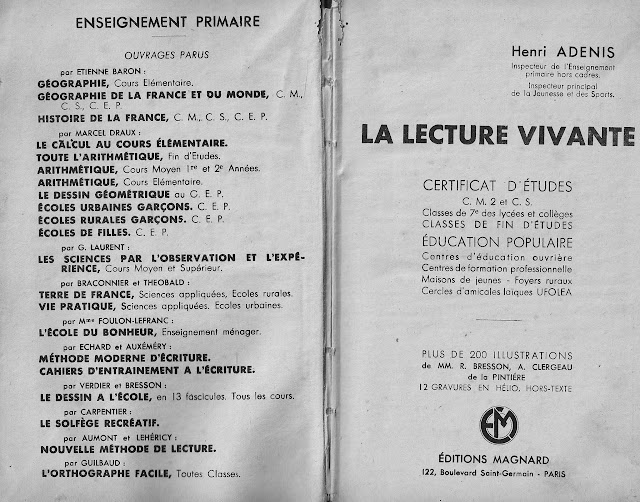 ENSEIGNEMENT PRIMAIRE
OUVRAGES PARUS
par ETIENNE BARON :
GÉOGRAPHIE, Cours Élémentaire.
GÉOGRAPHIE DE LA FRANCE ET DU MONDE, C. M.,
C. S., C. E. P.
HISTOIRE DE LA FRANCE, C. M., C. S., C. E. P.
par MARCEL DRAUX :
LE CALCUL AU COURS ÉLÉMENTAIRE.
TOUTE L'ARITHMÉTIQUE, Fin d'Etudes.
ARITHMÉTIQUE, Cours Moyen 1re et 2e Années.
ARITHMÉTIQUE, Cours Elémentaire.
LE DESSIN GÉOMÉTRIQUE au C. E. P.
ÉCOLES URBAINES GARÇONS. C. E. P.
ÉCOLES RURALES GARÇONS. C. E. P.
ÉCOLES DE FILLES. C. E. P.
par G. LAURENT :
LES SCIENCES PAR L'OBSERVATION ET L'EXPÉ-
RIENCE, Cours Moyen et Supérieur.
par BRACONNIER et THEOBALD :
TERRE DE FRANCE, Sciences appliquées, Ecoles rurales.
VIE PRATIQUE, Sciences appliquées. Ecoles urbaines.
par Mme FOULON-LEFRANC :
L'ÉCOLE DU BONHEUR, Enseignement ménager.
par ECHARD et AUXÉMÉRY :
MÉTHODE MODERNE D'ÉCRITURE.
CAHIERS D'ENTRAINEMENT A L'ÉCRITURE.
par VERDIER et BRESSON :
LE DESSIN A L'ÉCOLE, en 13 fascicules. Tous les cours.
par CARPENTIER :
LE SOLFÈGE RECRÉATIF.
par AUMONT et LEHÉRICY :
NOUVELLE MÉTHODE DE LECTURE.
par GUILBAUD :
L'ORTHOGRAPHE FACILE, Toutes Classes.
Henri ADENIS
Inspecteur de l'Enseignement
primaire hors cadres.
Inspecteur principal
de la Jeunesse et des Sports.
LA LECTURE VIVANTE
CERTIFICAT D'ÉTUDES
C. M. 2 et C. S.
Classes de 7e des lycées et collèges
CLASSES DE FIN D'ÉTUDES
ÉDUCATION POPULAIRE
Centres d'éducation ouvrière
Centres de formation professionnelle
Maisons de jeunes - Foyers ruraux
Cercles d'amicales laïques UFOLEA
PLUS DE 200 ILLUSTRATIONS
de MM. R. BRESSON, A. CLERGEAU
de la PINTIÈRE
12 GRAVURES EN HÉLIO, HORS-TEXTE
EM
ÉDITIONS MAGNARD
122, Boulevard Saint-Germain - PARIS